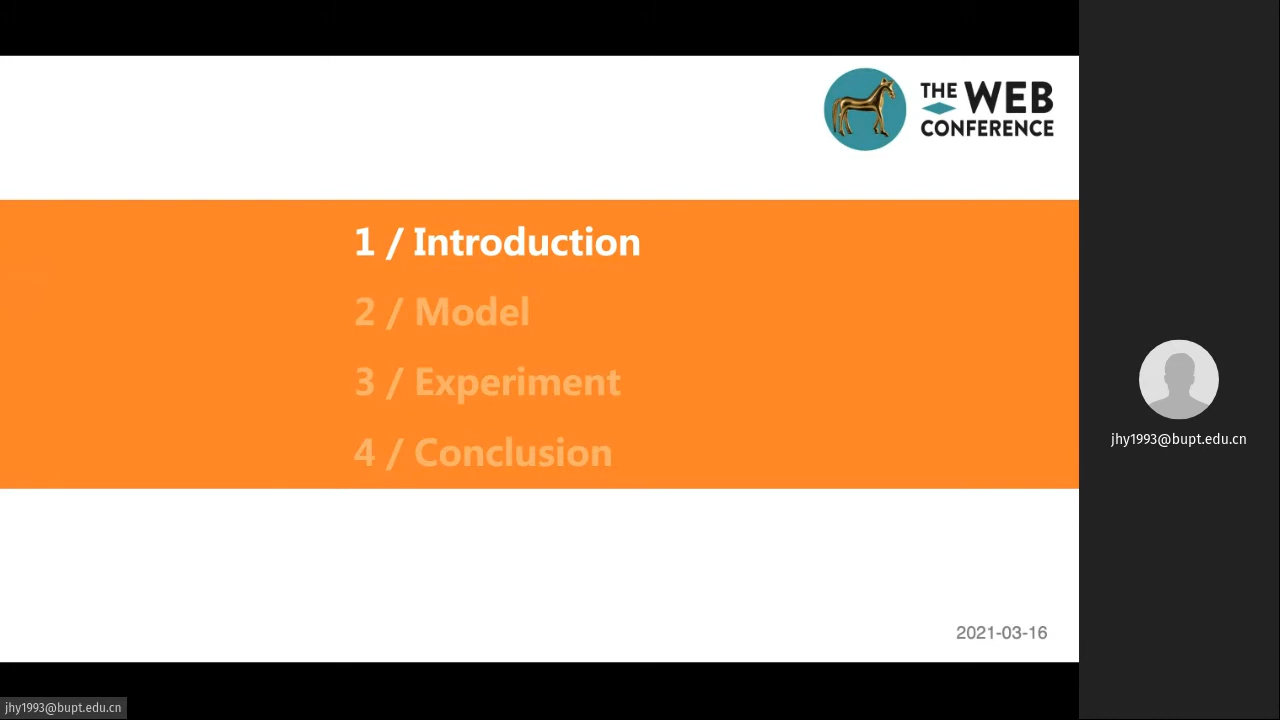 THE WEB
CONFERENCE
1 / Introduction
2 / Model
3 / Experiment
4 / Conclusion
jhy1993@bupt.edu.cn
2021-03-16
jhy1993@bupt.edu.cn